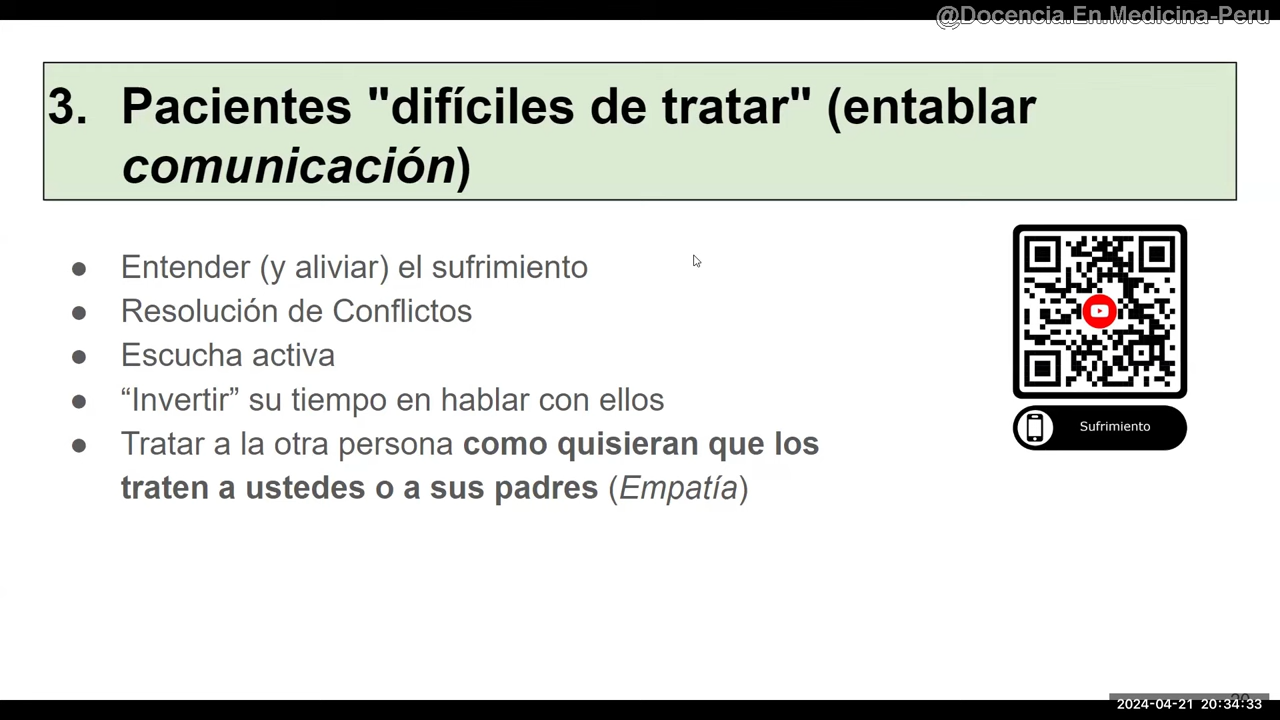 @Docencia.En.Medicina-Peru
3. Pacientes "difíciles de tratar" (entablar
comunicación)
● Entender (y aliviar) el sufrimiento
● Resolución de Conflictos
● Escucha activa
● “Invertir” su tiempo en hablar con ellos
● Tratar a la otra persona como quisieran que los
traten a ustedes o a sus padres (Empatía)
Sufrimiento
2024-04-21 20:34:33